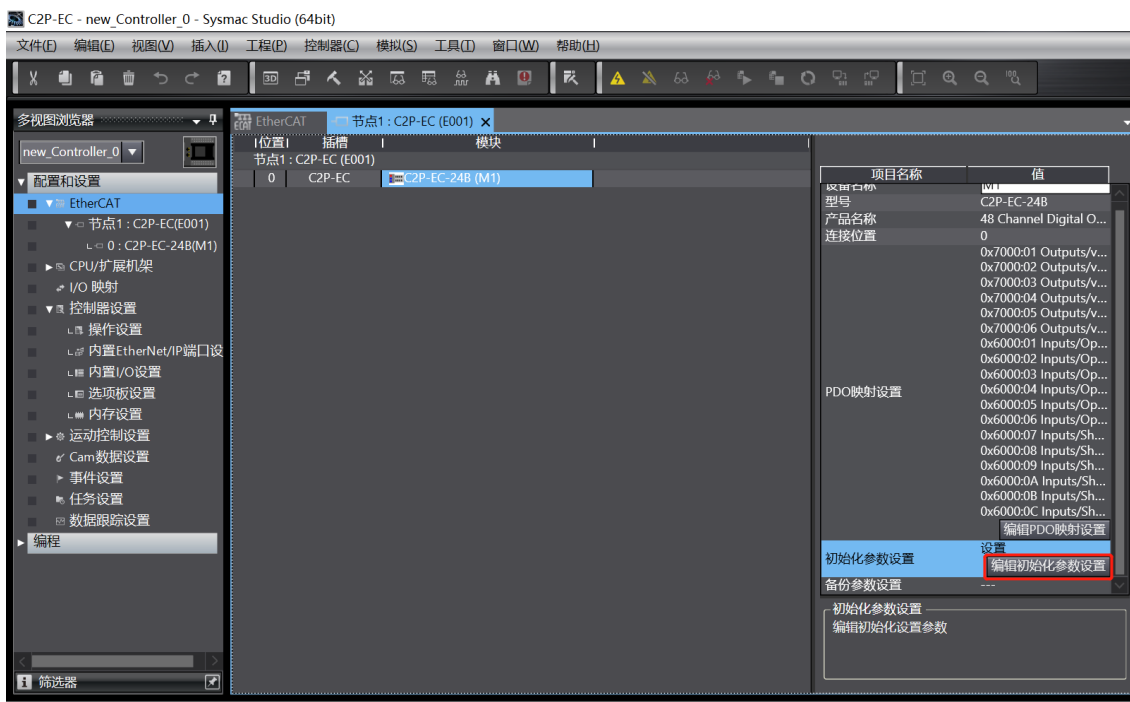 C2P-EC - new_Controller_0 - Sysmac Studio (64bit)
文件(F) 编辑(E) 视图(V) 插入(I) 工程(P) 控制器(C) 模拟(S) 工具(T) 窗口(W) 帮助(H)
3D
100
多视图浏览器
new_Controller_0
配置和设置
EtherCAT
节点1 : C2P-EC(E001)
0 : C2P-EC-24B(M1)
CPU/扩展机架
I/O 映射
控制器设置
操作设置
内置EtherNet/IP端口设
内置I/O设置
选项板设置
内存设置
运动控制设置
Cam数据设置
事件设置
任务设置
数据跟踪设置
编程
筛选器
EtherCAT
节点1 : C2P-EC (E001)
位置 插槽 模块
节点1 : C2P-EC (E001)
0 C2P-EC C2P-EC-24B (M1)
项目名称 值
设备名称 M1
型号 C2P-EC-24B
产品名称 48 Channel Digital O...
连接位置 0
PDO映射设置
0x7000:01 Outputs/v...
0x7000:02 Outputs/v...
0x7000:03 Outputs/v...
0x7000:04 Outputs/v...
0x7000:05 Outputs/v...
0x7000:06 Outputs/v...
0x6000:01 Inputs/Op...
0x6000:02 Inputs/Op...
0x6000:03 Inputs/Op...
0x6000:04 Inputs/Op...
0x6000:05 Inputs/Op...
0x6000:06 Inputs/Op...
0x6000:07 Inputs/Sh...
0x6000:08 Inputs/Sh...
0x6000:09 Inputs/Sh...
0x6000:0A Inputs/Sh...
0x6000:0B Inputs/Sh...
0x6000:0C Inputs/Sh...
编辑PDO映射设置
初始化参数设置 设置
编辑初始化参数设置
备份参数设置 ---
初始化参数设置
编辑初始化设置参数